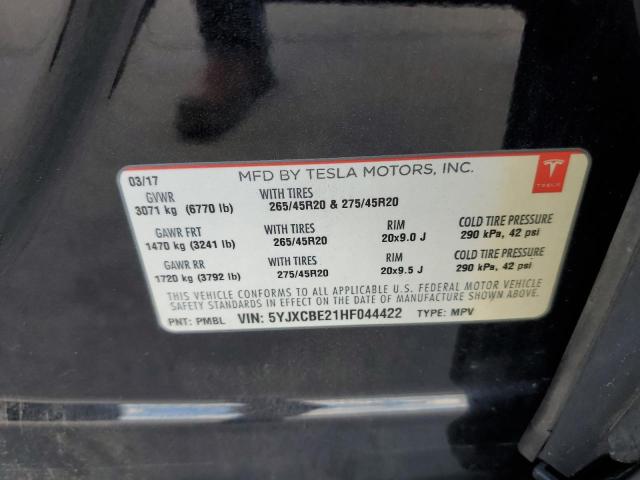 03/17 MFD BY TESLA MOTORS, INC.
TESLA
GVWR WITH TIRES
3071 kg (6770 lb) 265/45R20 & 275/45R20
GAWR FRT WITH TIRES RIM COLD TIRE PRESSURE
1470 kg (3241 lb) 265/45R20 20x9.0 J 290 kPa, 42 psi
GAWR RR WITH TIRES RIM COLD TIRE PRESSURE
1720 kg (3792 lb) 275/45R20 20x9.5 J 290 kPa, 42 psi
THIS VEHICLE CONFORMS TO ALL APPLICABLE U.S. FEDERAL MOTOR VEHICLE
SAFETY STANDARDS IN EFFECT ON THE DATE OF MANUFACTURE SHOWN ABOVE.
PNT: PMBL VIN: 5YJXCBE21HF044422 TYPE: MPV